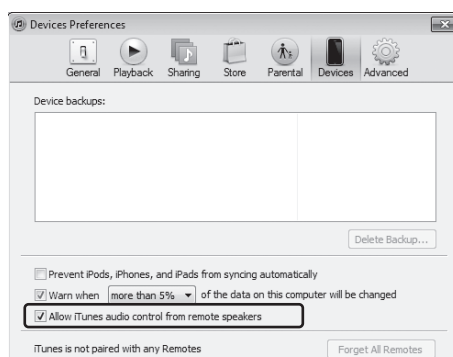 Devices Preferences
General Playback Sharing Store Parental Devices Advanced
Device backups:
Delete Backup...
Prevent iPods, iPhones, and iPads from syncing automatically
Warn when more than 5% of the data on this computer will be changed
Allow iTunes audio control from remote speakers
iTunes is not paired with any Remotes
Forget All Remotes